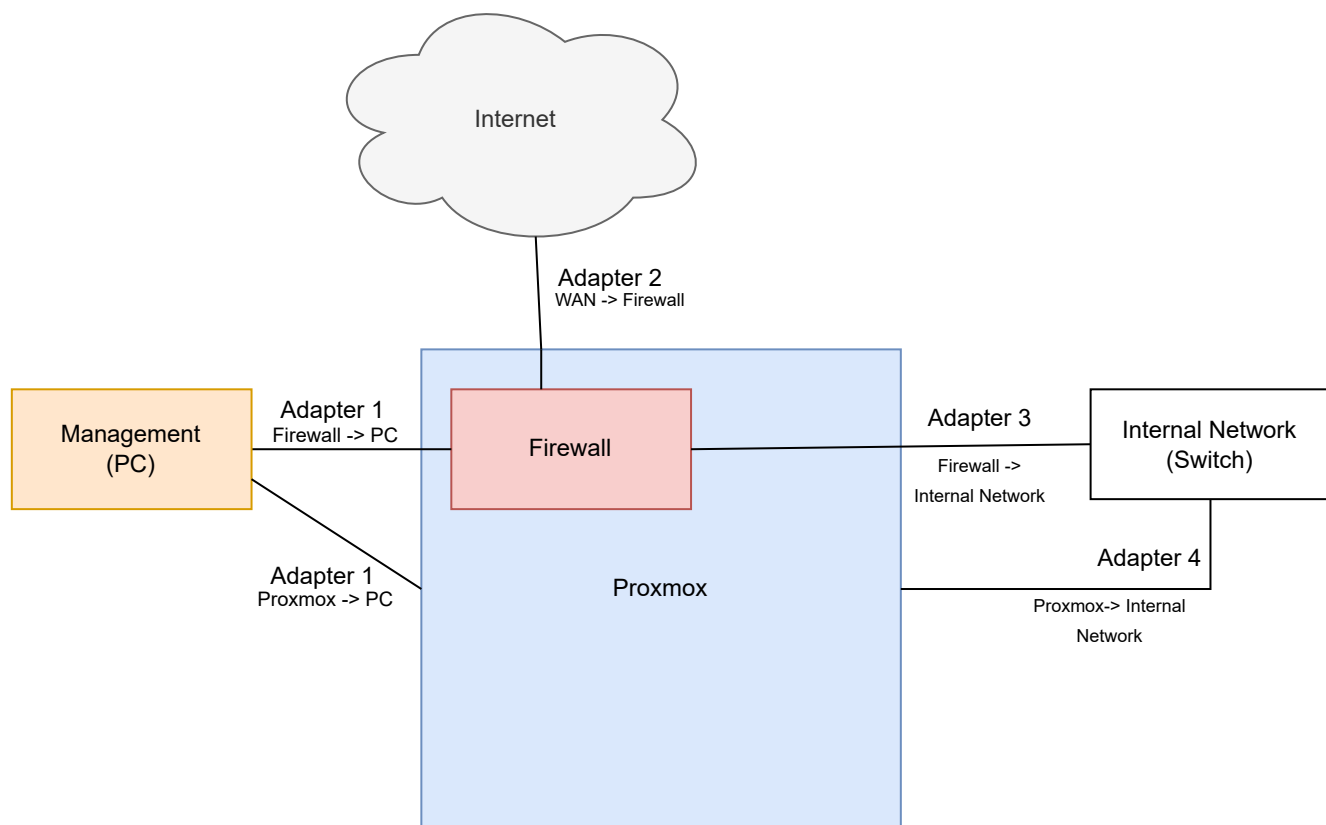 Internet
Adapter 2
WAN -> Firewall
Management
(PC)
Adapter 1
Firewall -> PC
Firewall
Adapter 3
Firewall ->
Internal Network
Internal Network
(Switch)
Adapter 1
Proxmox -> PC
Proxmox
Adapter 4
Proxmox-> Internal
Network